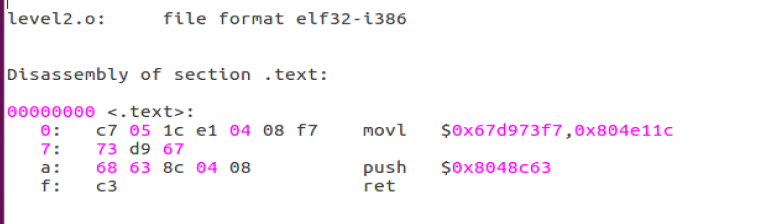 level2.o:     file format elf32-i386
Disassembly of section .text:
00000000 <.text>:
   0:   c7 05 1c e1 04 08 f7    movl   $0x67d973f7,0x804e11c
   7:   73 d9 67
   a:   68 63 8c 04 08          push   $0x8048c63
   f:   c3                      ret